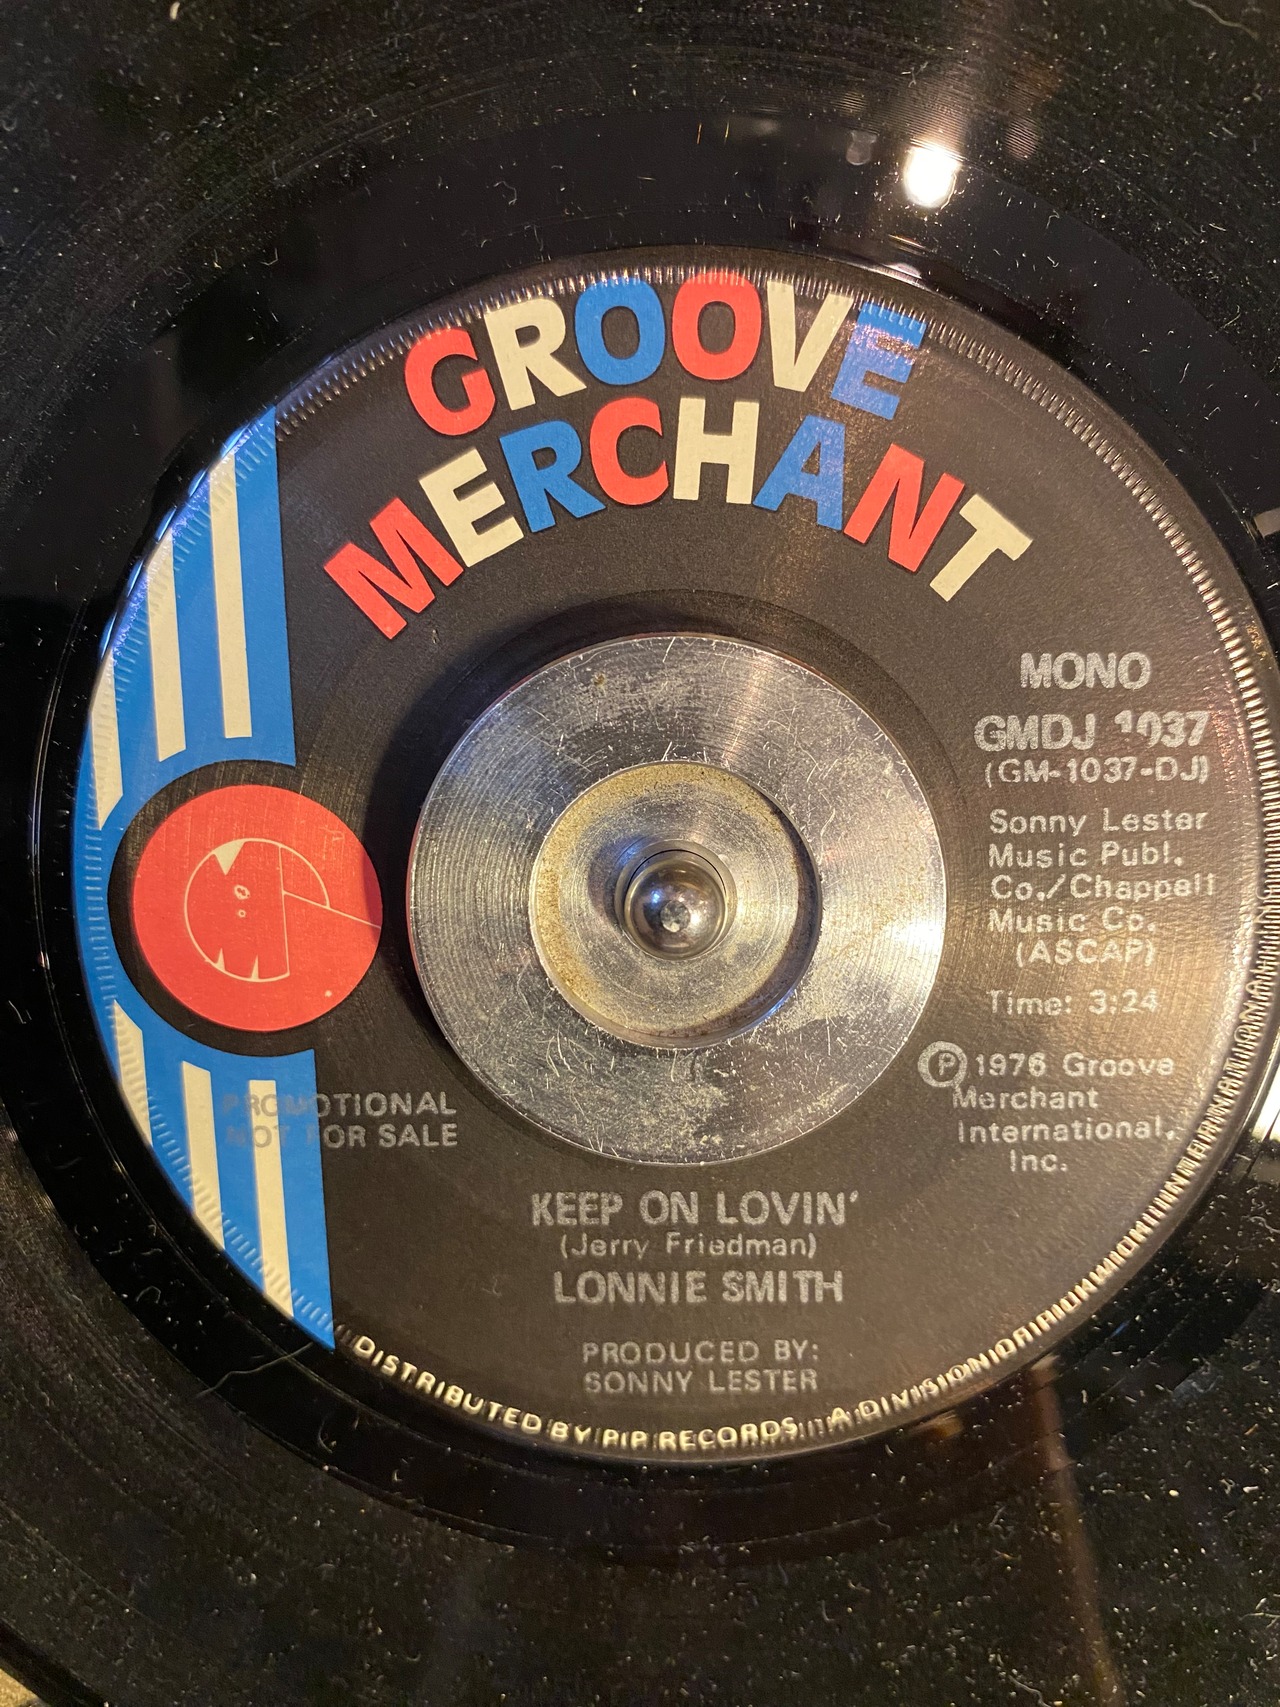 GROOVE
MERCHANT
MONO
GMDJ 1037
(GM-1037-DJ)
Sonny Lester
Music Publ.
Co./Chappell
Music Co.
(ASCAP)
Time: 3:24
Ⓟ 1976 Groove
Merchant
International,
Inc.
PROMOTIONAL
NOT FOR SALE
KEEP ON LOVIN'
(Jerry Friedman)
LONNIE SMITH
PRODUCED BY:
SONNY LESTER
DISTRIBUTED BY PIP RECORDS A DIVISION